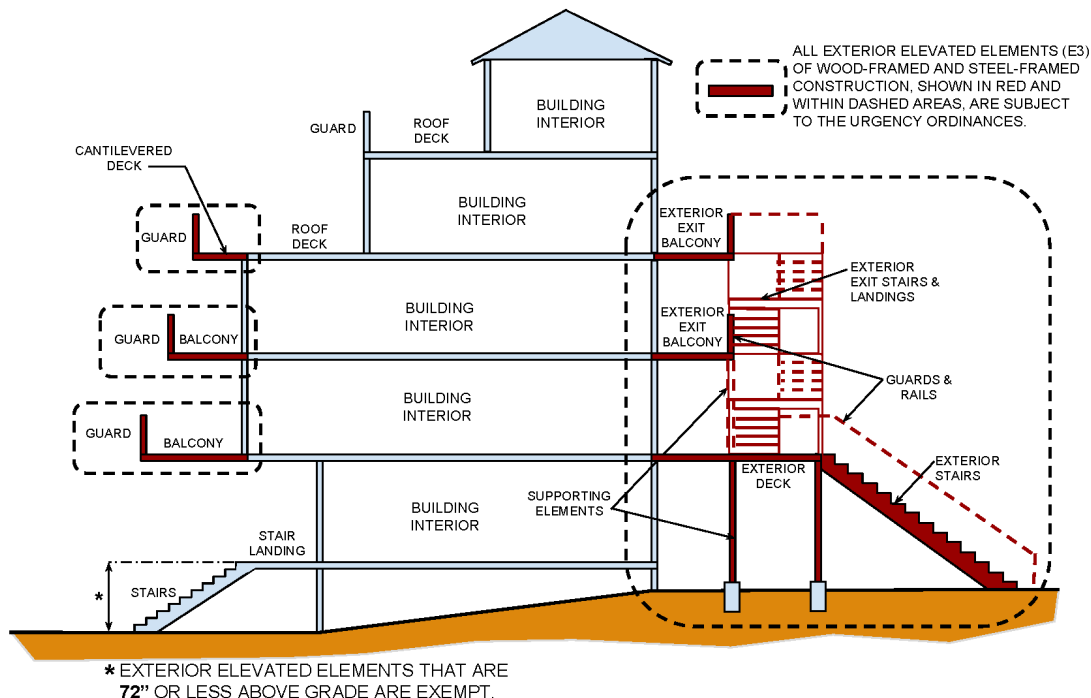 ALL EXTERIOR ELEVATED ELEMENTS (E3)
OF WOOD-FRAMED AND STEEL-FRAMED
CONSTRUCTION, SHOWN IN RED AND
WITHIN DASHED AREAS, ARE SUBJECT
TO THE URGENCY ORDINANCES.
BUILDING
INTERIOR
GUARD
ROOF
DECK
CANTILEVERED
DECK
BUILDING
INTERIOR
GUARD
ROOF
DECK
EXTERIOR
EXIT
BALCONY
EXTERIOR
EXIT STAIRS &
LANDINGS
BUILDING
INTERIOR
EXTERIOR
EXIT
BALCONY
GUARD
BALCONY
GUARDS &
RAILS
BUILDING
INTERIOR
GUARD
BALCONY
EXTERIOR
DECK
EXTERIOR
STAIRS
SUPPORTING
ELEMENTS
BUILDING
INTERIOR
STAIR
LANDING
STAIRS
*
* EXTERIOR ELEVATED ELEMENTS THAT ARE
72” OR LESS ABOVE GRADE ARE EXEMPT.